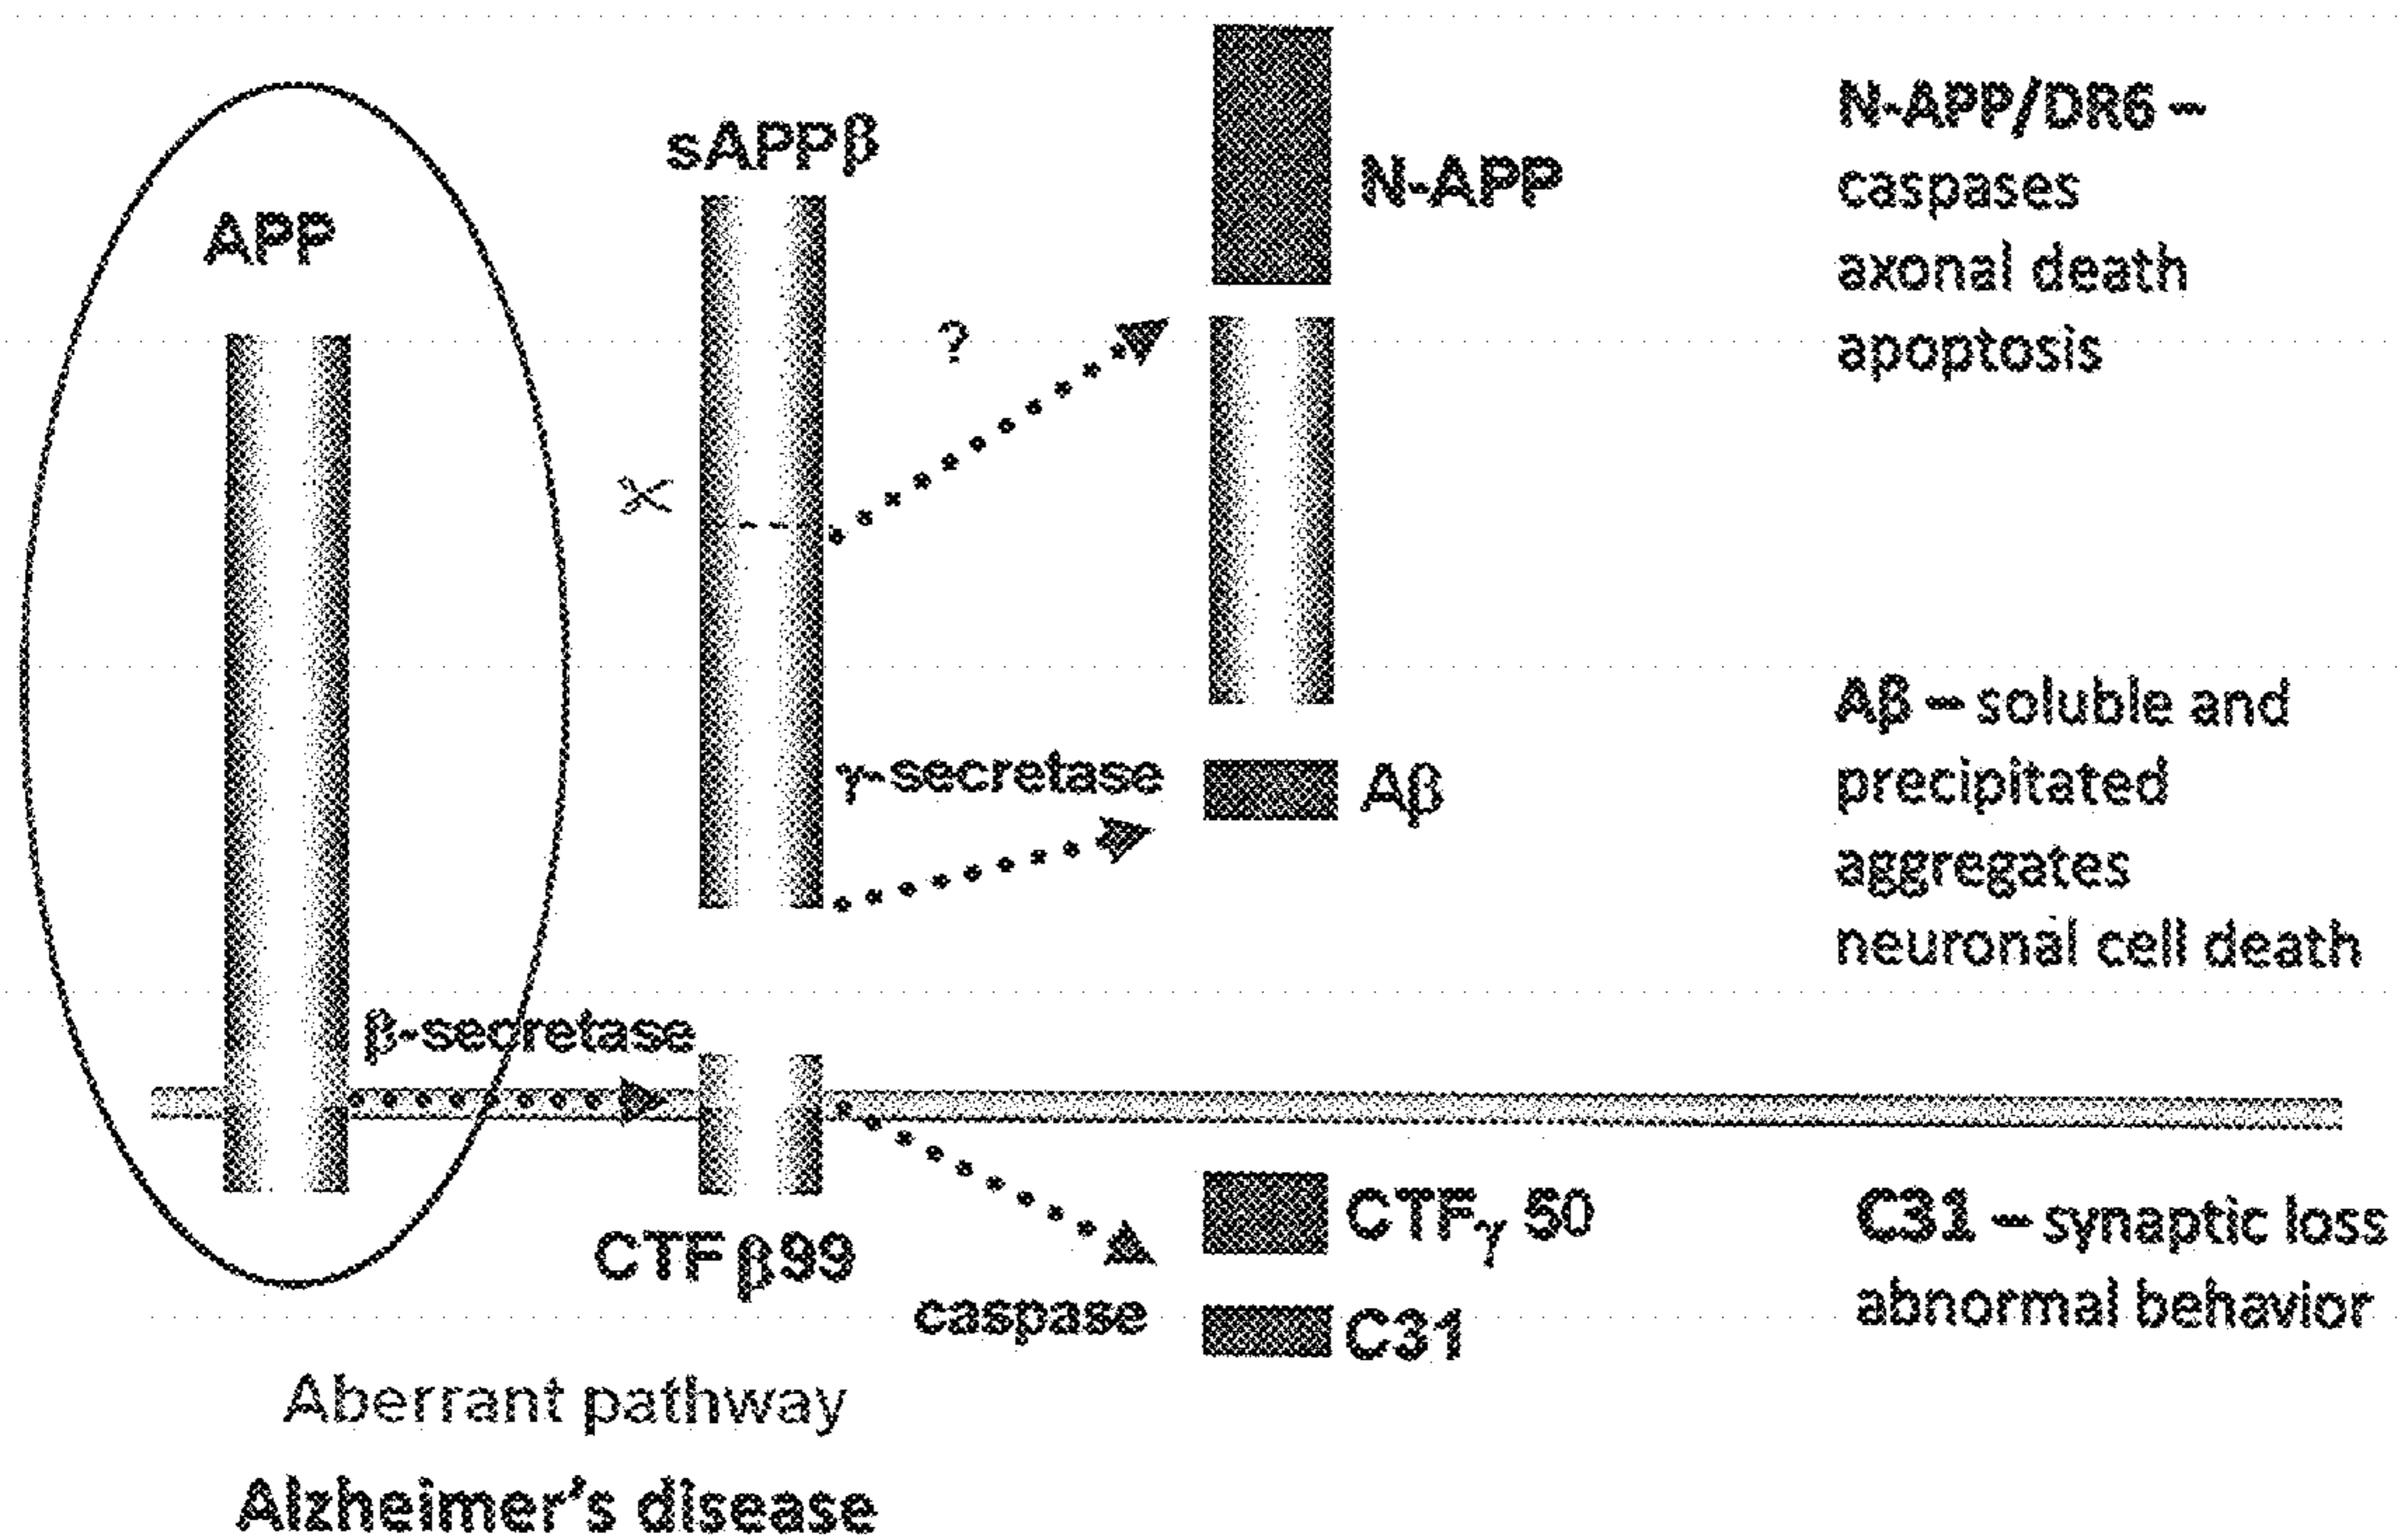 APP
sAPPβ
?
N-APP
N-APP/DR6 –
caspases
axonal death
apoptosis
γ-secretase
Aβ
Aβ – soluble and
precipitated
aggregates
neuronal cell death
β-secretase
CTFβ99
caspase
CTFγ 50
C31
C31 – synaptic loss
abnormal behavior
Aberrant pathway
Alzheimer's disease